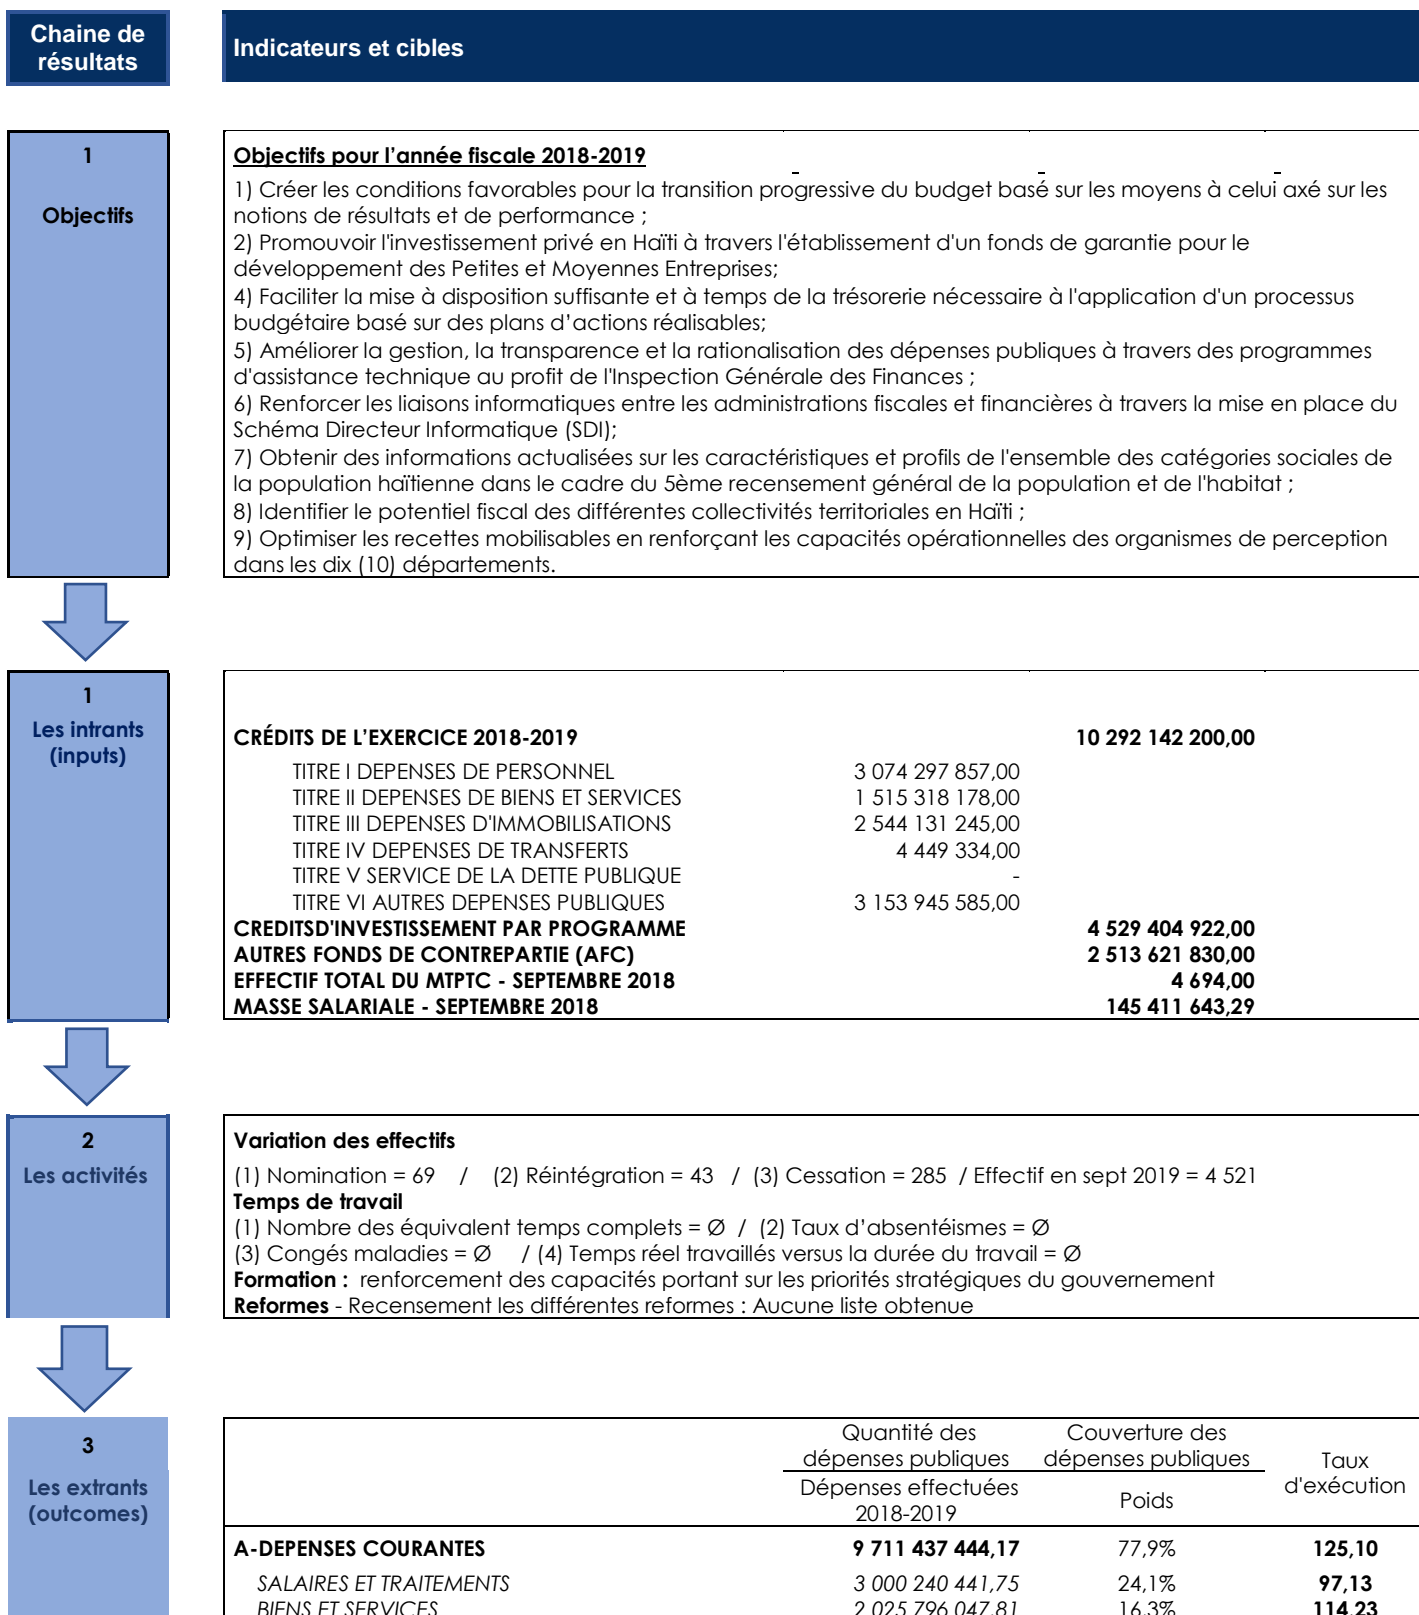 Chaine de
résultats
Indicateurs et cibles
1
Objectifs
Objectifs pour l'année fiscale 2018-2019
1) Créer les conditions favorables pour la transition progressive du budget basé sur les moyens à celui axé sur les
notions de résultats et de performance ;
2) Promouvoir l'investissement privé en Haïti à travers l'établissement d'un fonds de garantie pour le
développement des Petites et Moyennes Entreprises;
4) Faciliter la mise à disposition suffisante et à temps de la trésorerie nécessaire à l'application d'un processus
budgétaire basé sur des plans d'actions réalisables;
5) Améliorer la gestion, la transparence et la rationalisation des dépenses publiques à travers des programmes
d'assistance technique au profit de l'Inspection Générale des Finances ;
6) Renforcer les liaisons informatiques entre les administrations fiscales et financières à travers la mise en place du
Schéma Directeur Informatique (SDI);
7) Obtenir des informations actualisées sur les caractéristiques et profils de l'ensemble des catégories sociales de
la population haïtienne dans le cadre du 5ème recensement général de la population et de l'habitat ;
8) Identifier le potentiel fiscal des différentes collectivités territoriales en Haïti ;
9) Optimiser les recettes mobilisables en renforçant les capacités opérationnelles des organismes de perception
dans les dix (10) départements.
1
Les intrants
(inputs)
CRÉDITS DE L'EXERCICE 2018-2019 10 292 142 200,00
TITRE I DEPENSES DE PERSONNEL 3 074 297 857,00
TITRE II DEPENSES DE BIENS ET SERVICES 1 515 318 178,00
TITRE III DEPENSES D'IMMOBILISATIONS 2 544 131 245,00
TITRE IV DEPENSES DE TRANSFERTS 4 449 334,00
TITRE V SERVICE DE LA DETTE PUBLIQUE -
TITRE VI AUTRES DEPENSES PUBLIQUES 3 153 945 585,00
CREDITSD'INVESTISSEMENT PAR PROGRAMME 4 529 404 922,00
AUTRES FONDS DE CONTREPARTIE (AFC) 2 513 621 830,00
EFFECTIF TOTAL DU MTPTC - SEPTEMBRE 2018 4 694,00
MASSE SALARIALE - SEPTEMBRE 2018 145 411 643,29
2
Les activités
Variation des effectifs
(1) Nomination = 69 / (2) Réintégration = 43 / (3) Cessation = 285 / Effectif en sept 2019 = 4 521
Temps de travail
(1) Nombre des équivalent temps complets = Ø / (2) Taux d'absentéismes = Ø
(3) Congés maladies = Ø / (4) Temps réel travaillés versus la durée du travail = Ø
Formation : renforcement des capacités portant sur les priorités stratégiques du gouvernement
Reformes - Recensement les différentes reformes : Aucune liste obtenue
3
Les extrants
(outcomes)
Quantité des
dépenses publiques
Couverture des
dépenses publiques
Taux
d'exécution
Dépenses effectuées
2018-2019
Poids
A-DEPENSES COURANTES 9 711 437 444,17 77,9% 125,10
SALAIRES ET TRAITEMENTS 3 000 240 441,75 24,1% 97,13
BIENS ET SERVICES 2 025 796 047,81 16,3% 114,23